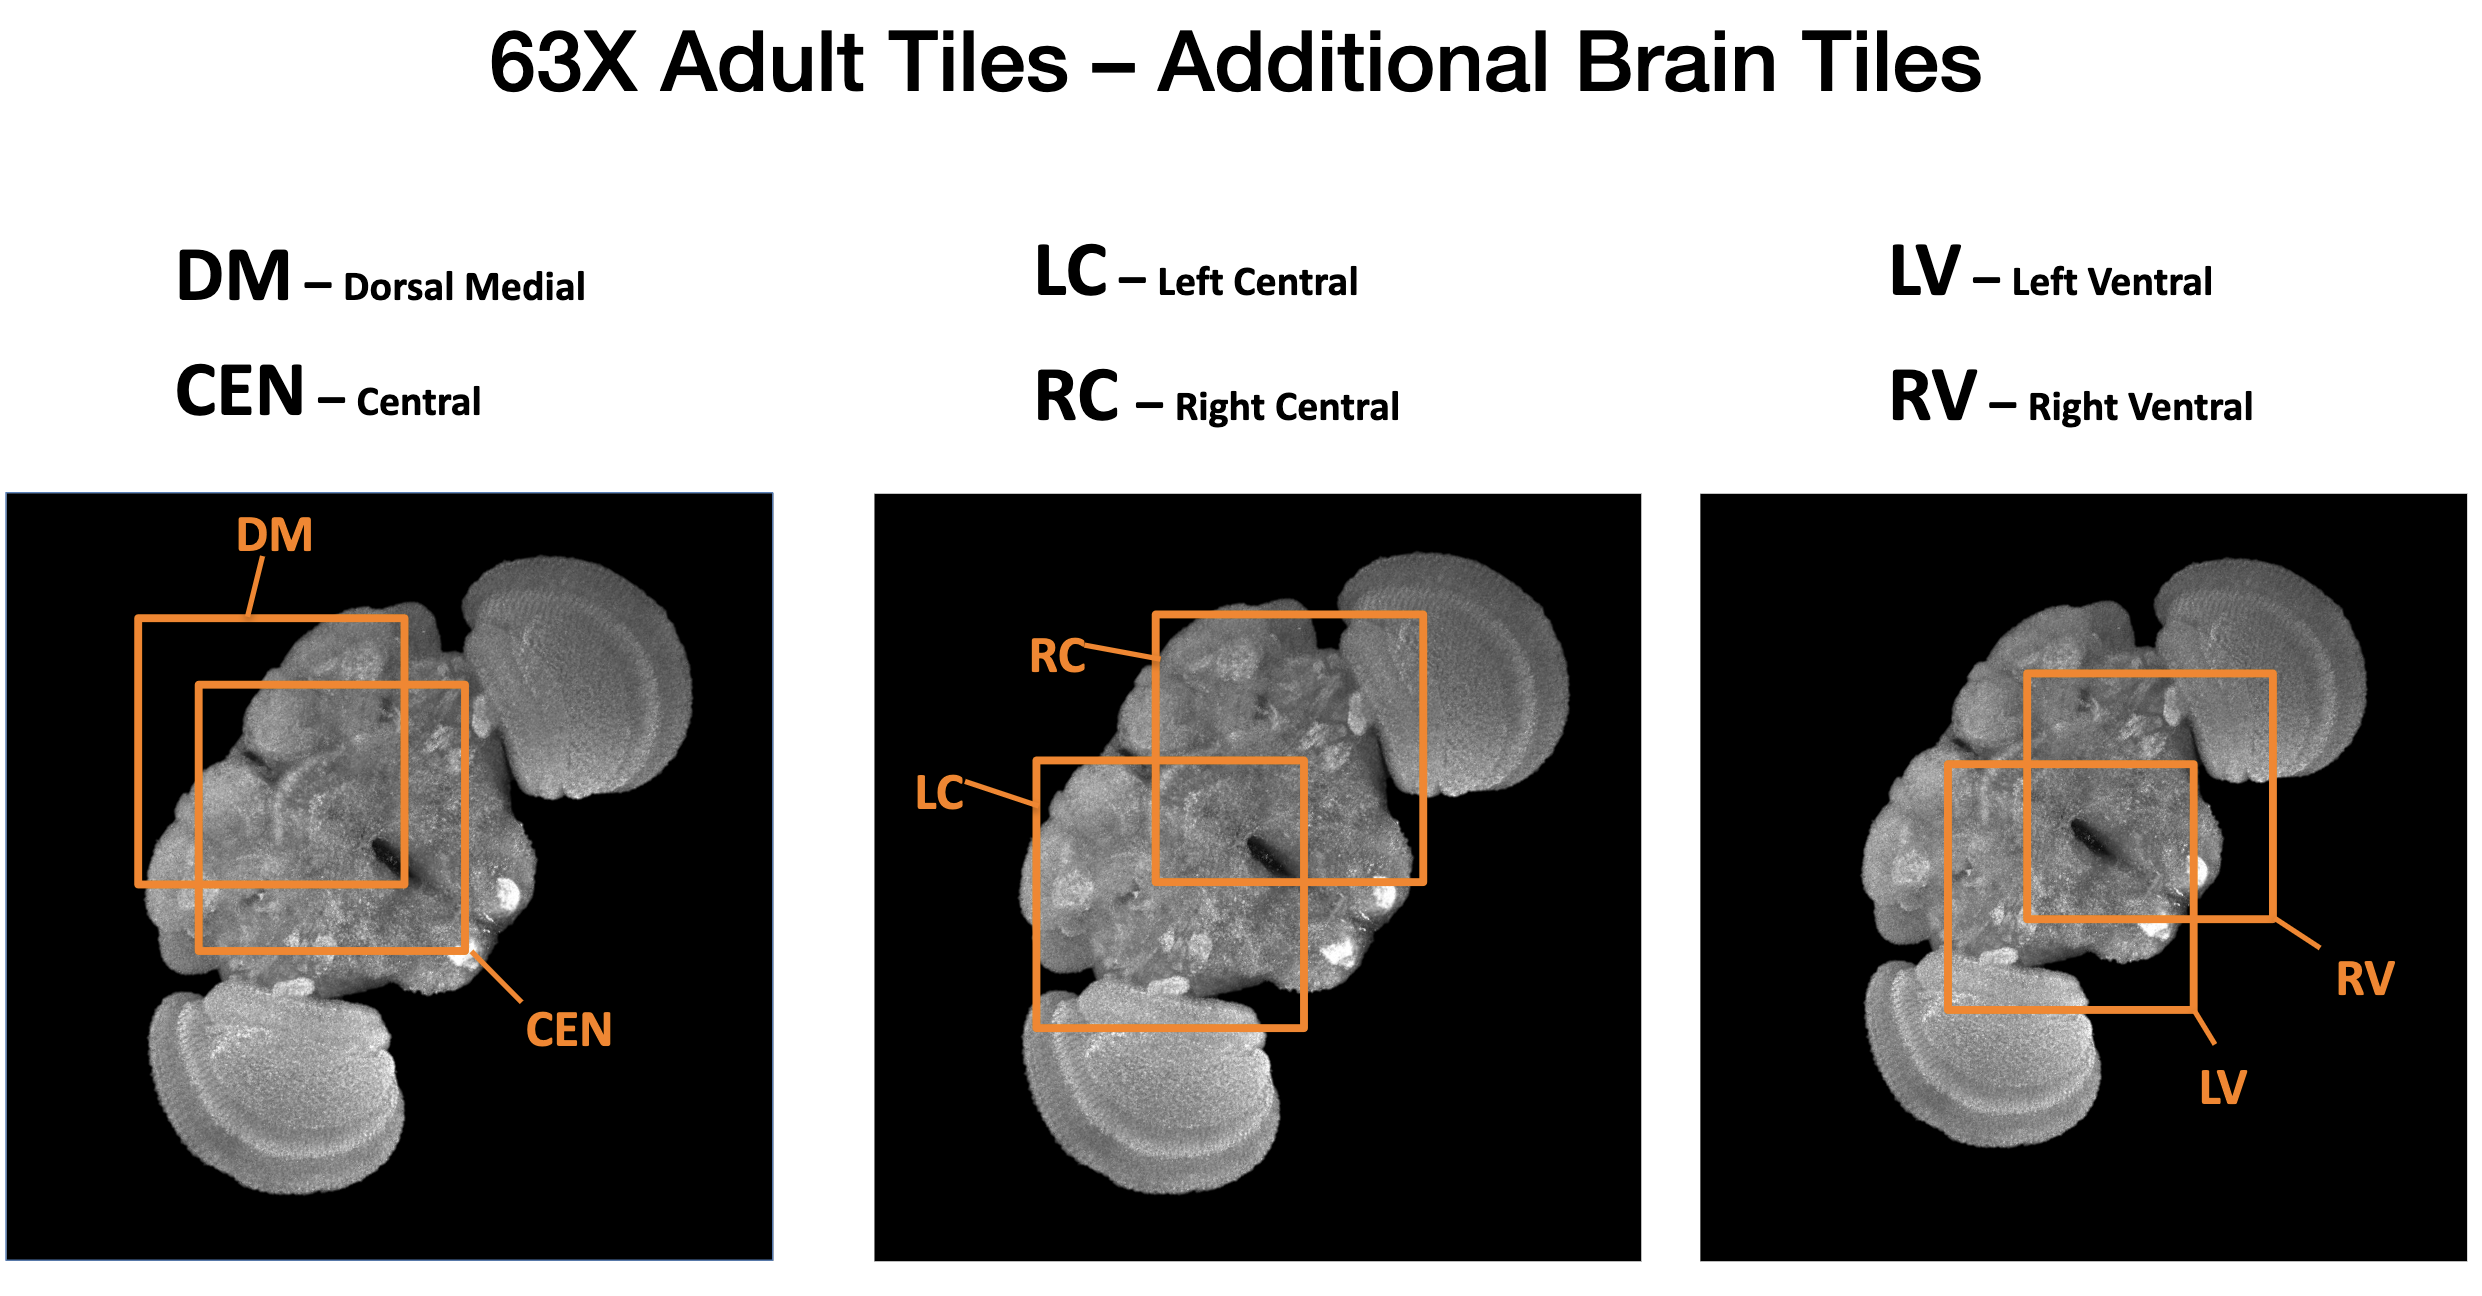 63X Adult Tiles – Additional Brain Tiles
DM – Dorsal Medial
CEN – Central
LC – Left Central
RC – Right Central
LV – Left Ventral
RV – Right Ventral
DM
CEN
RC
LC
RV
LV